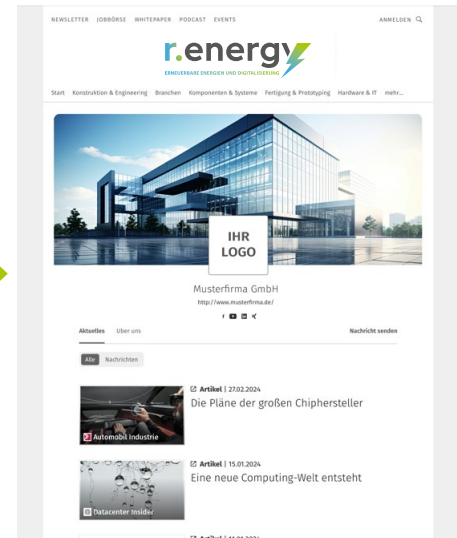 NEWSLETTER JOBBÖRSE WHITEPAPER PODCAST EVENTS ANMELDEN
r.energy
ERNEUERBARE ENERGIEN UND DIGITALISIERUNG
Start Konstruktion & Engineering Branchen Komponenten & Systeme Fertigung & Prototyping Hardware & IT mehr...
IHR
LOGO
Musterfirma GmbH
http://www.musterfirma.de/
Aktuelles Über uns Nachricht senden
Alle Nachrichten
Artikel | 27.02.2024
Die Pläne der großen Chiphersteller
Automobil Industrie
Artikel | 15.01.2024
Eine neue Computing-Welt entsteht
Datacenter Insider